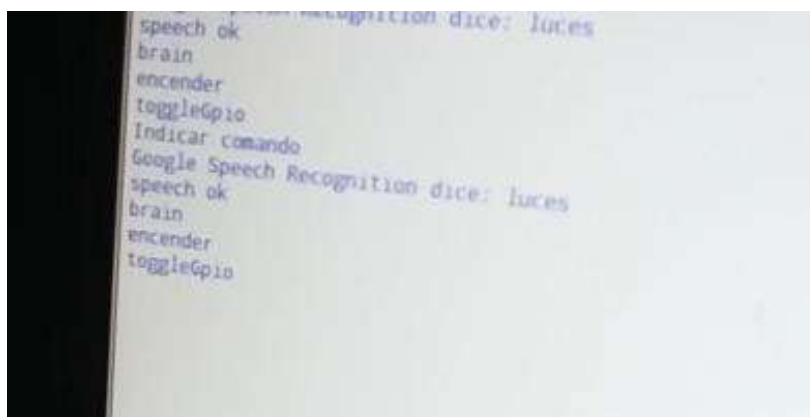 Speech Recognition dice: luces
speech ok
brain
encender
toggleGpio
Indicar comando
Google Speech Recognition dice: luces
speech ok
brain
encender
toggleGpio